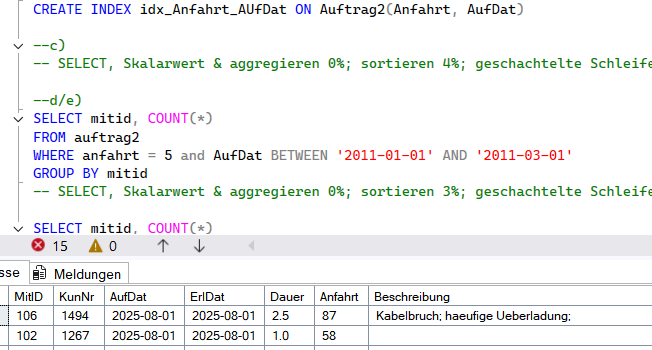 CREATE INDEX idx_Anfahrt_AUfDat ON Auftrag2(Anfahrt, AufDat)
--c)
-- SELECT, Skalarwert & aggregieren 0%; sortieren 4%; geschachtelte Schleife
--d/e)
SELECT mitid, COUNT(*)
FROM auftrag2
WHERE anfahrt = 5 and AufDat BETWEEN '2011-01-01' AND '2011-03-01'
GROUP BY mitid
-- SELECT, Skalarwert & aggregieren 0%; sortieren 3%; geschachtelte Schleife
SELECT mitid, COUNT(*)
15 0
sse Meldungen
MitID KunNr AufDat ErlDat Dauer Anfahrt Beschreibung
106 1494 2025-08-01 2025-08-01 2.5 87 Kabelbruch; haeufige Ueberladung;
102 1267 2025-08-01 2025-08-01 1.0 58